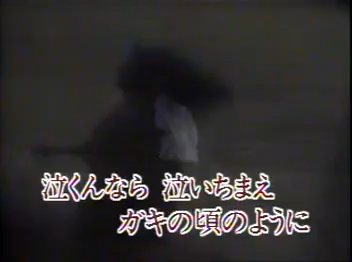 泣くんなら 泣いちまえ
ガキの頃のように